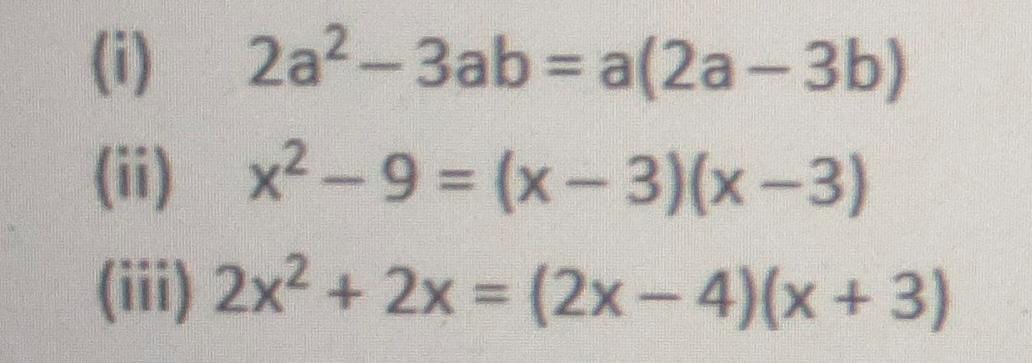 (i) 2a² – 3ab = a(2a – 3b)
(ii) x² – 9 = (x – 3)(x –3)
(iii) 2x² + 2x = (2x – 4)(x + 3)